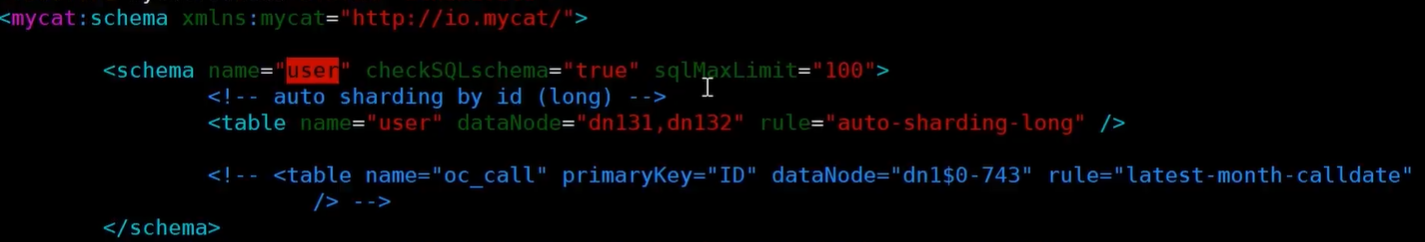 <mycat:schema xmlns:mycat="http://io.mycat/">
<schema name="user" checkSQLschema="true" sqlMaxLimit="100">
<!-- auto sharding by id (long) -->
<table name="user" dataNode="dn131,dn132" rule="auto-sharding-long" />
<!-- <table name="oc_call" primaryKey="ID" dataNode="dn1$0-743" rule="latest-month-calldate"
/> -->
</schema>